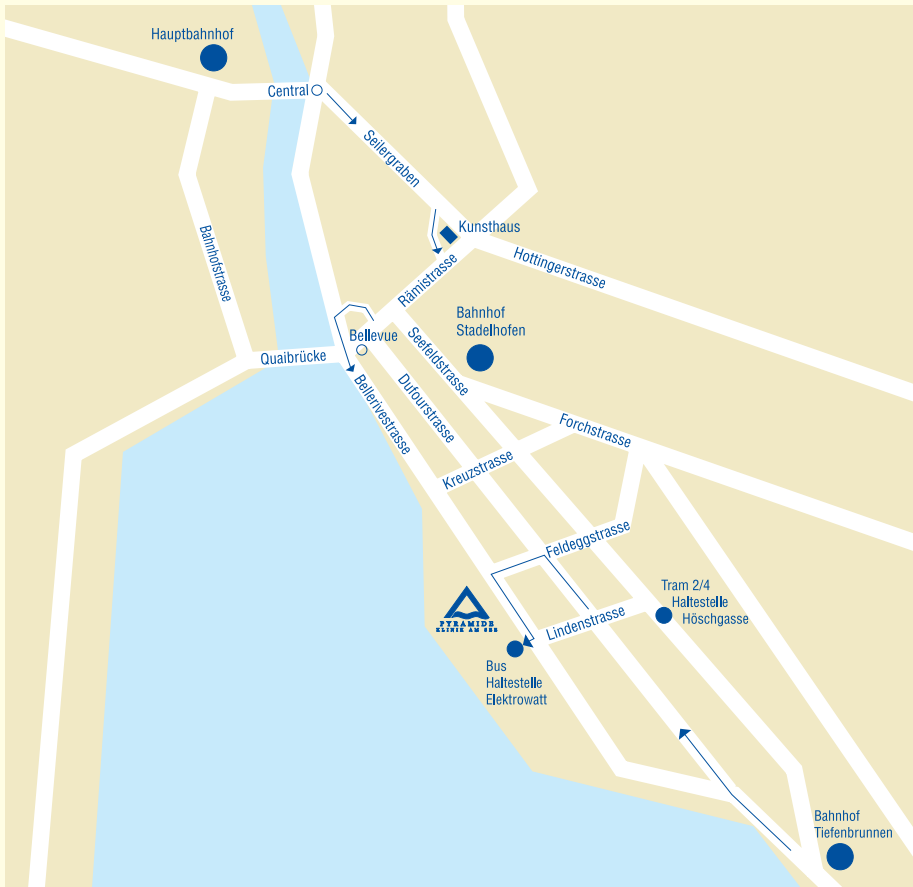 Hauptbahnhof
Central
Seilergraben
Bahnhofstrasse
Kunsthaus
Hottingerstrasse
Rämistrasse
Bahnhof
Stadelhofen
Bellevue
Seefeldstrasse
Quaibrücke
Dufourstrasse
Bellerivestrasse
Forchstrasse
Kreuzstrasse
Feldeggstrasse
Tram 2/4
Haltestelle
Höschgasse
PYRAMIDE
KLINIK AM SEE
Lindenstrasse
Bus
Haltestelle
Elektrowatt
Bahnhof
Tiefenbrunnen